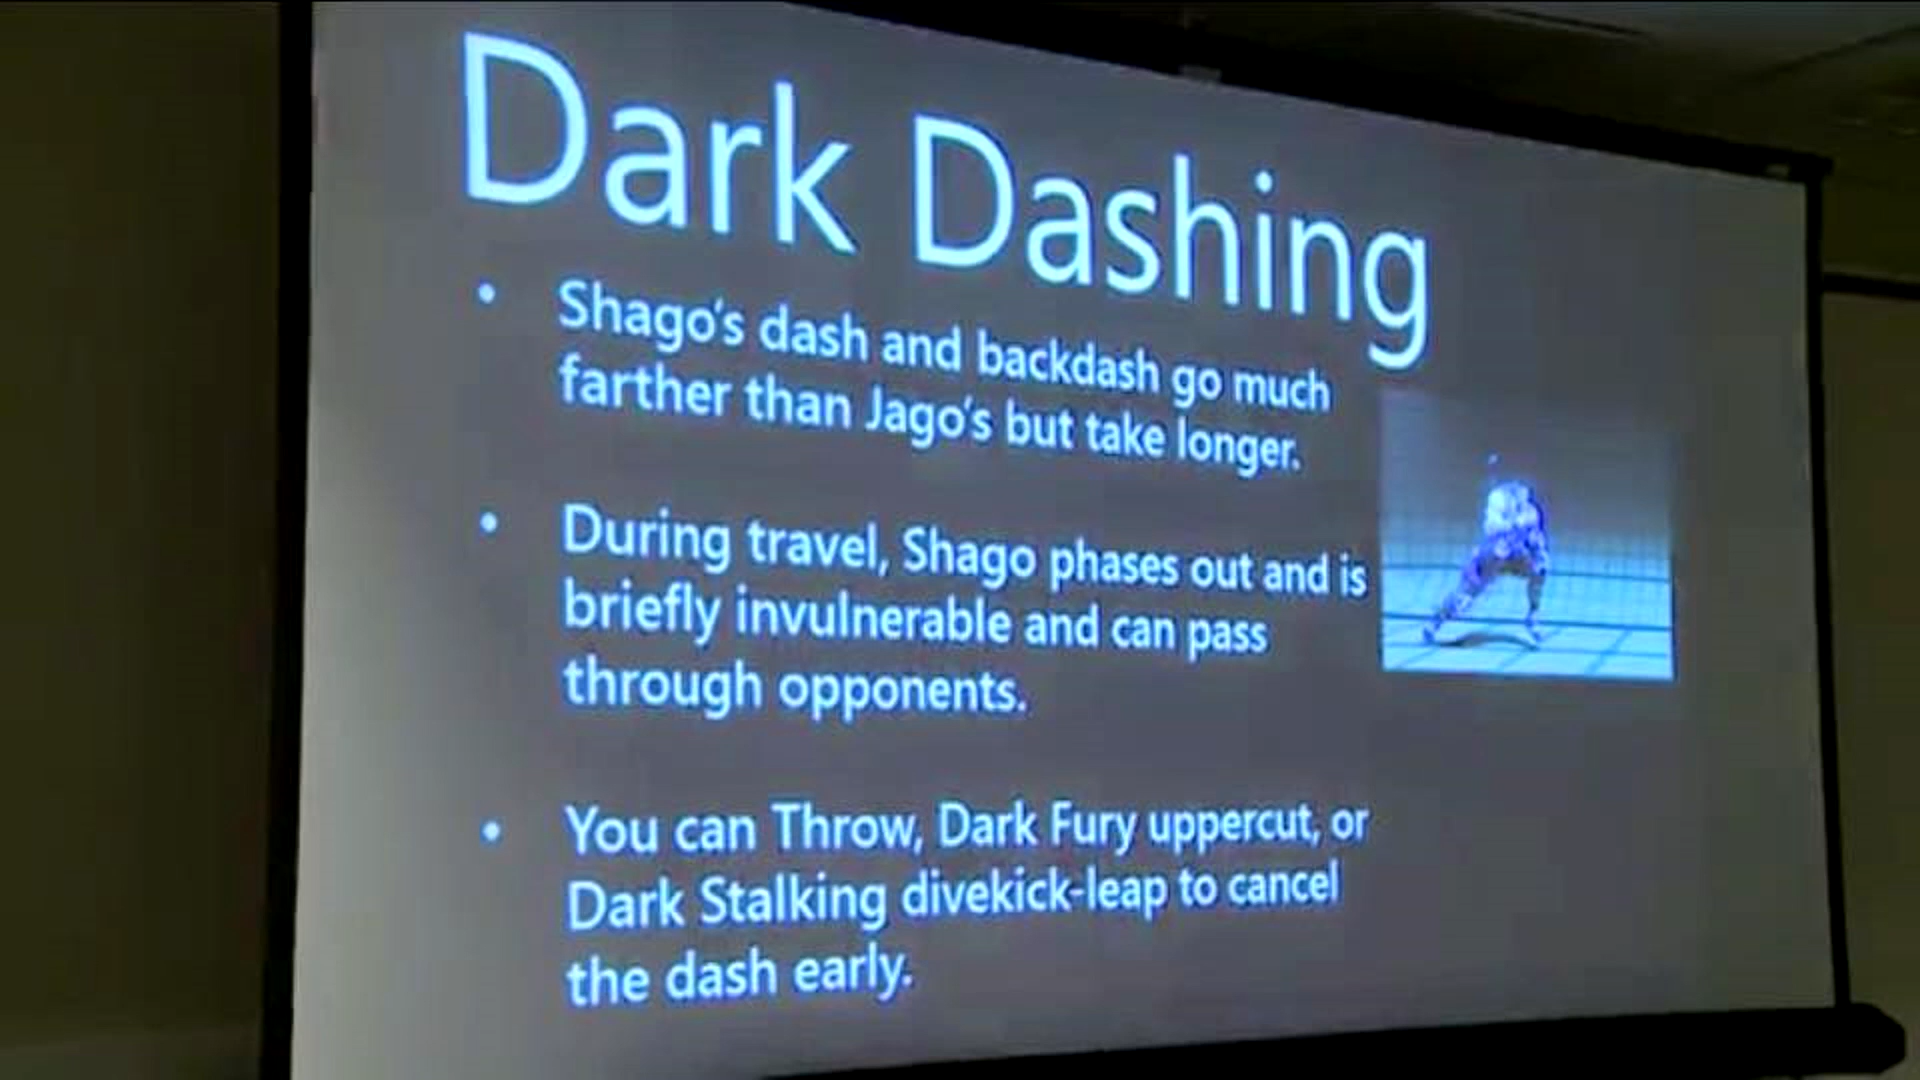 Dark Dashing
• Shago's dash and backdash go much
farther than Jago's but take longer.
• During travel, Shago phases out and is
briefly invulnerable and can pass
through opponents.
• You can Throw, Dark Fury uppercut, or
Dark Stalking divekick-leap to cancel
the dash early.